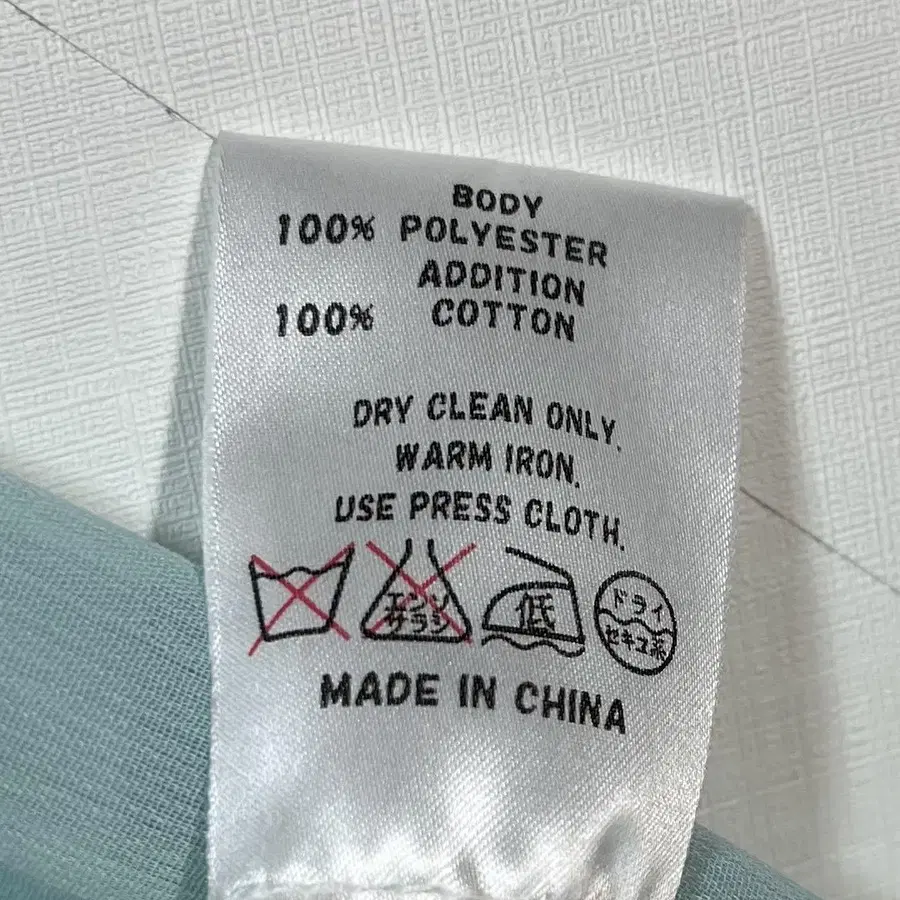 BODY
100% POLYESTER
ADDITION
100% COTTON
DRY CLEAN ONLY.
WARM IRON.
USE PRESS CLOTH.
エンソ
サラシ
低
ドライ
セキユ系
MADE IN CHINA